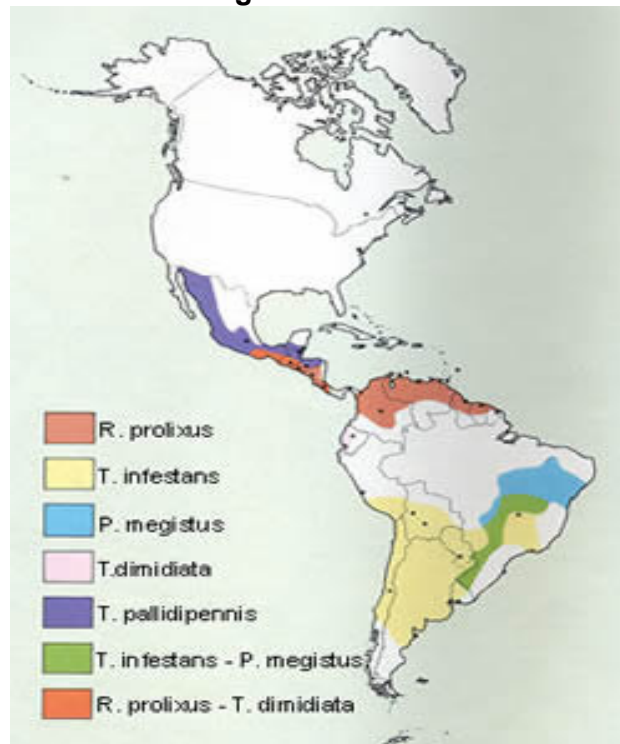 R. prolixus
T. infestans
P. megistus
T.dimidiata
T. pallidipennis
T. infestans - P. megistus
R. prolixus - T. dimidiata